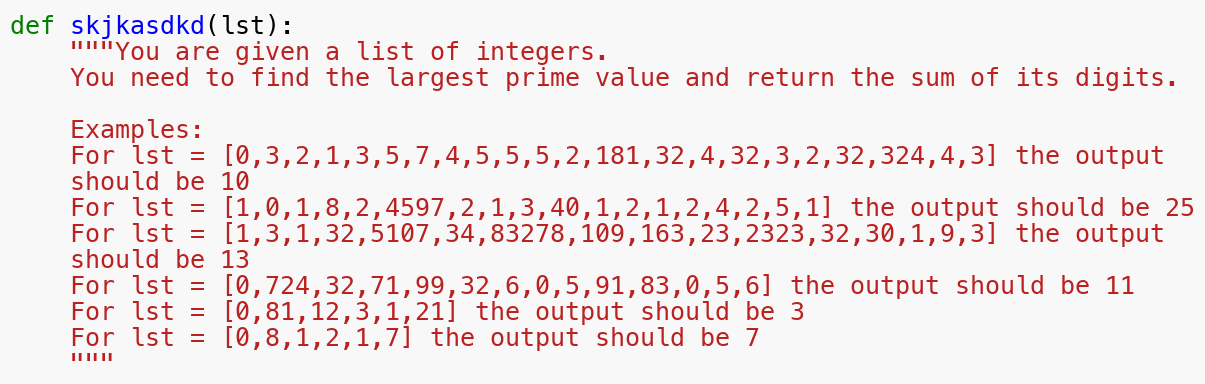 def skjkasdkd(lst):
    """You are given a list of integers.
    You need to find the largest prime value and return the sum of its digits.

    Examples:
    For lst = [0,3,2,1,3,5,7,4,5,5,5,2,181,32,4,32,3,2,32,324,4,3] the output
    should be 10
    For lst = [1,0,1,8,2,4597,2,1,3,40,1,2,1,2,4,2,5,1] the output should be 25
    For lst = [1,3,1,32,5107,34,83278,109,163,23,2323,32,30,1,9,3] the output
    should be 13
    For lst = [0,724,32,71,99,32,6,0,5,91,83,0,5,6] the output should be 11
    For lst = [0,81,12,3,1,21] the output should be 3
    For lst = [0,8,1,2,1,7] the output should be 7
    """